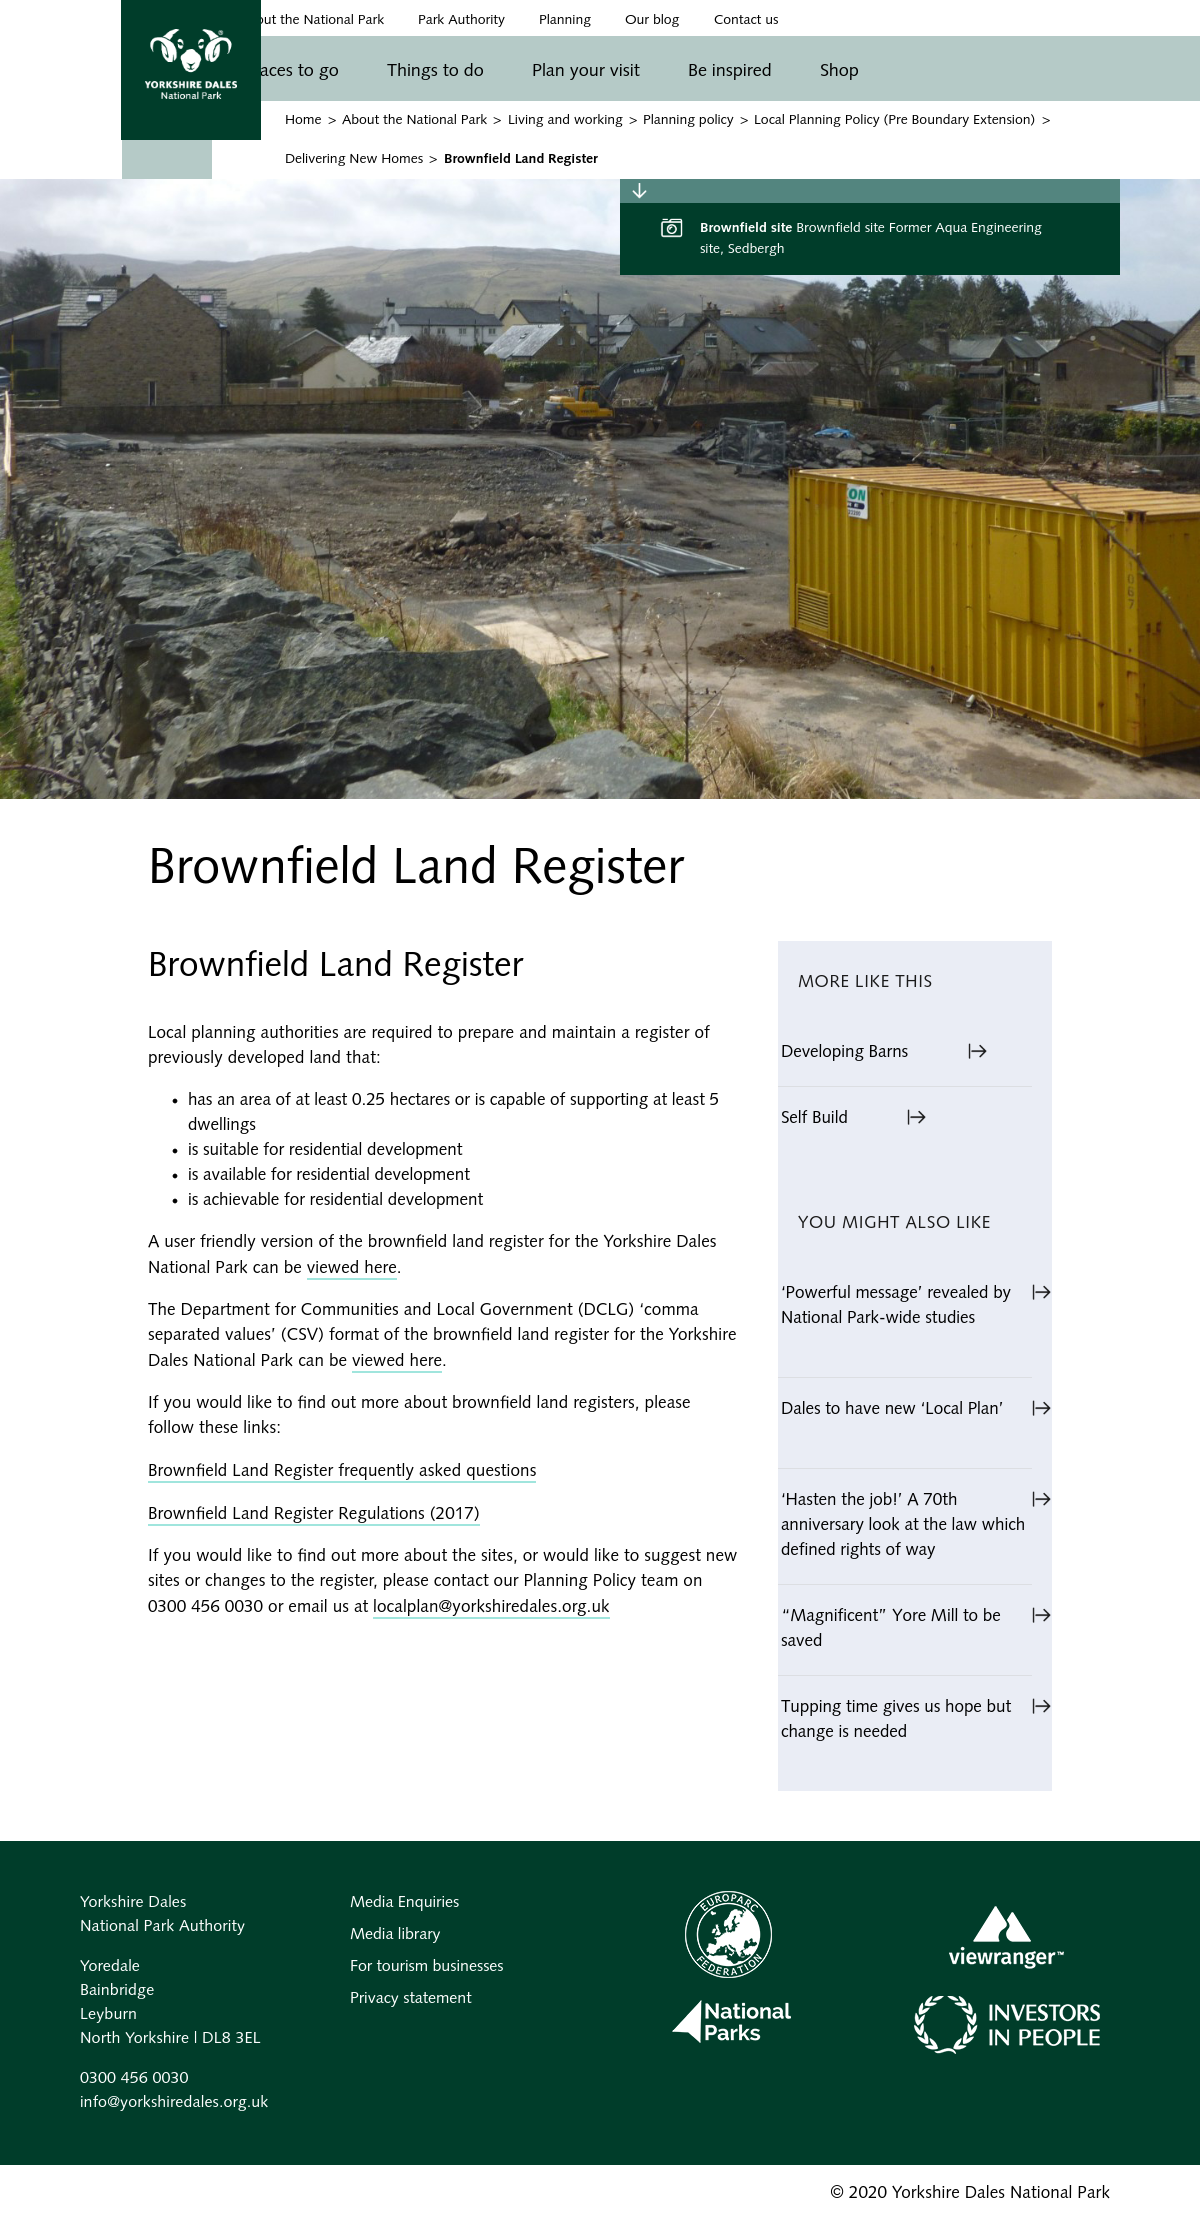 out the National Park Park Authority Planning Our blog Contact us
YORKSHIRE DALES
National Park
aces to go Things to do Plan your visit Be inspired Shop
Home > About the National Park > Living and working > Planning policy > Local Planning Policy (Pre Boundary Extension) >
Delivering New Homes > Brownfield Land Register
Brownfield site Brownfield site Former Aqua Engineering
site, Sedbergh
Brownfield Land Register
Brownfield Land Register
Local planning authorities are required to prepare and maintain a register of
previously developed land that:
• has an area of at least 0.25 hectares or is capable of supporting at least 5
dwellings
• is suitable for residential development
• is available for residential development
• is achievable for residential development
A user friendly version of the brownfield land register for the Yorkshire Dales
National Park can be viewed here.
The Department for Communities and Local Government (DCLG) ‘comma
separated values’ (CSV) format of the brownfield land register for the Yorkshire
Dales National Park can be viewed here.
If you would like to find out more about brownfield land registers, please
follow these links:
Brownfield Land Register frequently asked questions
Brownfield Land Register Regulations (2017)
If you would like to find out more about the sites, or would like to suggest new
sites or changes to the register, please contact our Planning Policy team on
0300 456 0030 or email us at localplan@yorkshiredales.org.uk
MORE LIKE THIS
Developing Barns
Self Build
YOU MIGHT ALSO LIKE
‘Powerful message’ revealed by
National Park-wide studies
Dales to have new ‘Local Plan’
‘Hasten the job!’ A 70th
anniversary look at the law which
defined rights of way
“Magnificent” Yore Mill to be
saved
Tupping time gives us hope but
change is needed
Yorkshire Dales
National Park Authority
Yoredale
Bainbridge
Leyburn
North Yorkshire | DL8 3EL
0300 456 0030
info@yorkshiredales.org.uk
Media Enquiries
Media library
For tourism businesses
Privacy statement
EUROPARC
FEDERATION
National
Parks
viewranger™
INVESTORS
IN PEOPLE
© 2020 Yorkshire Dales National Park